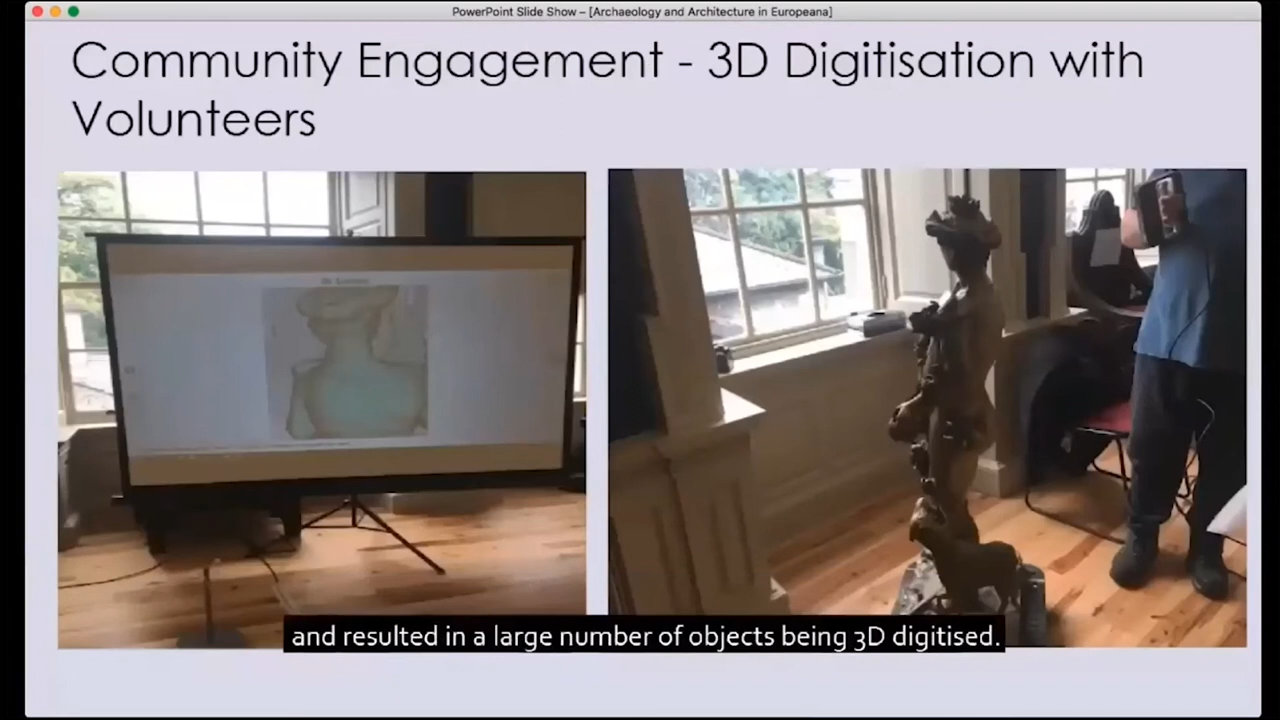 PowerPoint Slide Show – [Archaeology and Architecture in Europeana]
Community Engagement - 3D Digitisation with
Volunteers
and resulted in a large number of objects being 3D digitised.